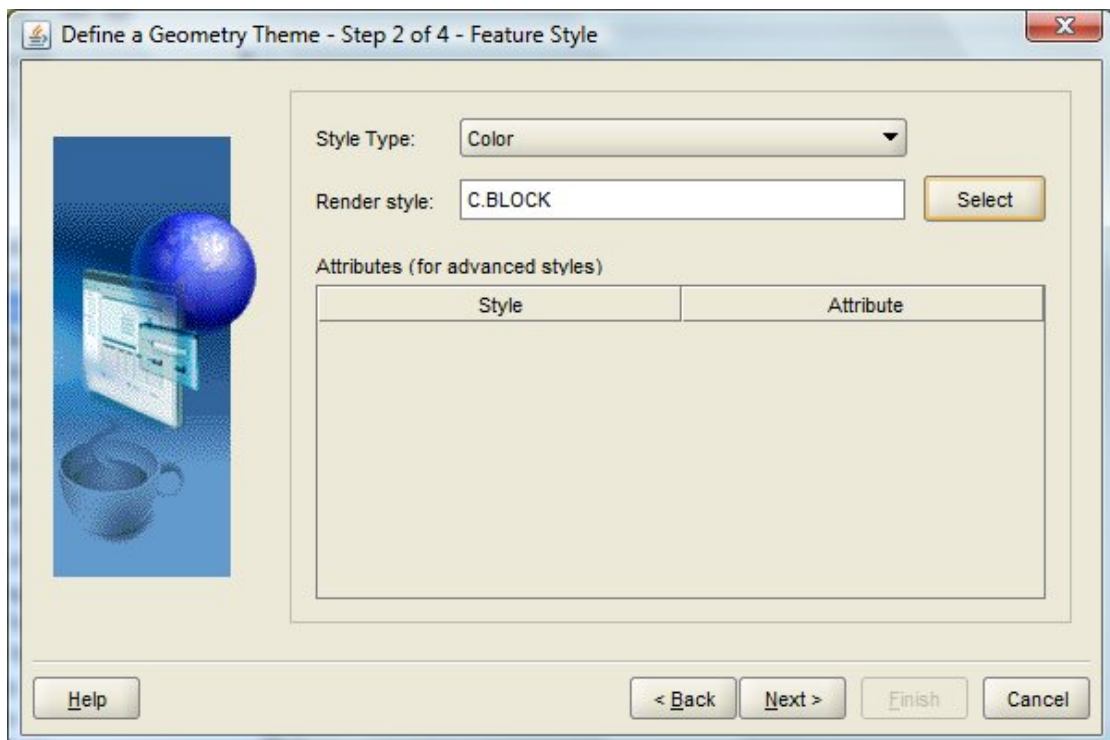 Define a Geometry Theme - Step 2 of 4 - Feature Style
Style Type: Color
Render style: C.BLOCK Select
Attributes (for advanced styles)
Style Attribute
Help < Back Next > Finish Cancel